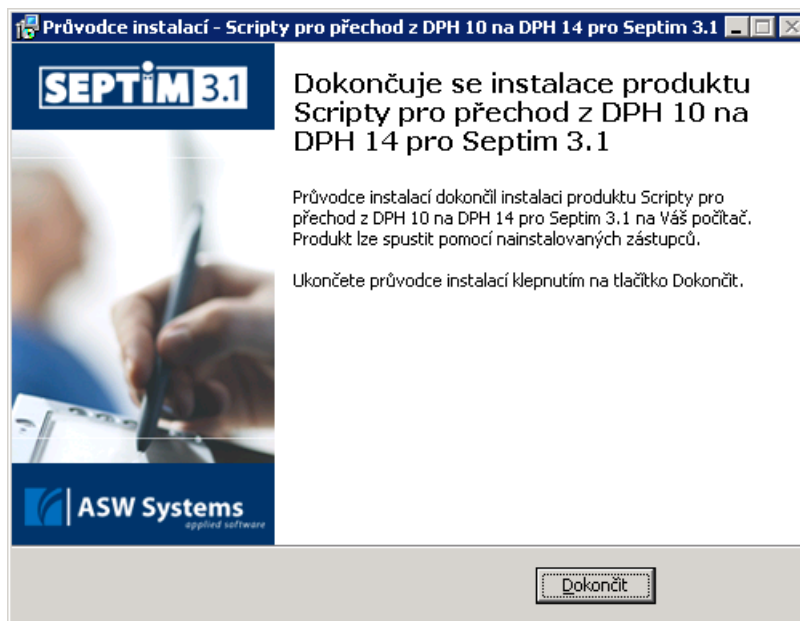 Průvodce instalací - Scripty pro přechod z DPH 10 na DPH 14 pro Septim 3.1
SEPTIM 3.1
Dokončuje se instalace produktu
Scripty pro přechod z DPH 10 na
DPH 14 pro Septim 3.1
Průvodce instalací dokončil instalaci produktu Scripty pro
přechod z DPH 10 na DPH 14 pro Septim 3.1 na Váš počítač.
Produkt lze spustit pomocí nainstalovaných zástupců.
Ukončete průvodce instalací klepnutím na tlačítko Dokončit.
ASW Systems
applied software
Dokončit